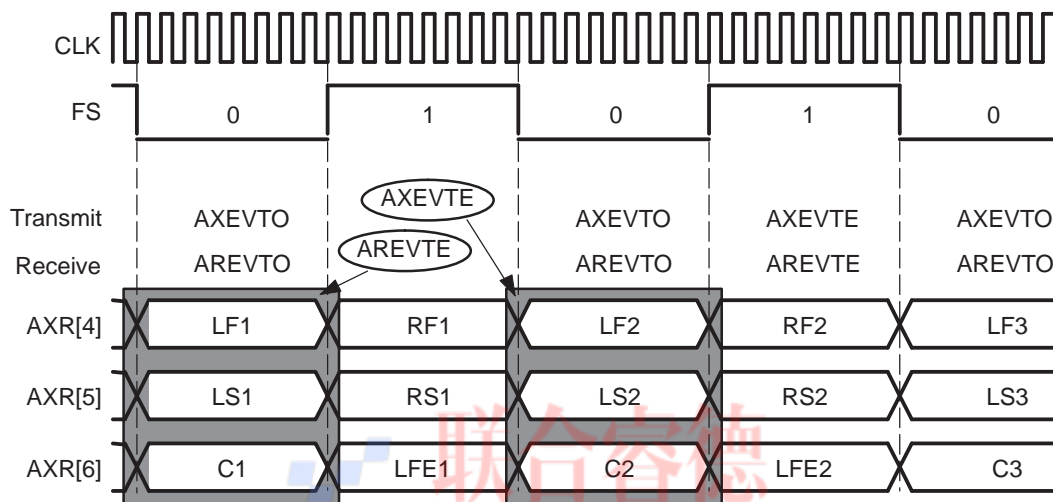 CLK
FS 0 1 0 1 0
AXEVTE
Transmit AXEVTO AXEVTO AXEVTE AXEVTO
AREVTE
Receive AREVTO AREVTO AREVTE AREVTO
AXR[4] LF1 RF1 LF2 RF2 LF3
AXR[5] LS1 RS1 LS2 RS2 LS3
联合睿德
AXR[6] C1 LFE1 C2 LFE2 C3